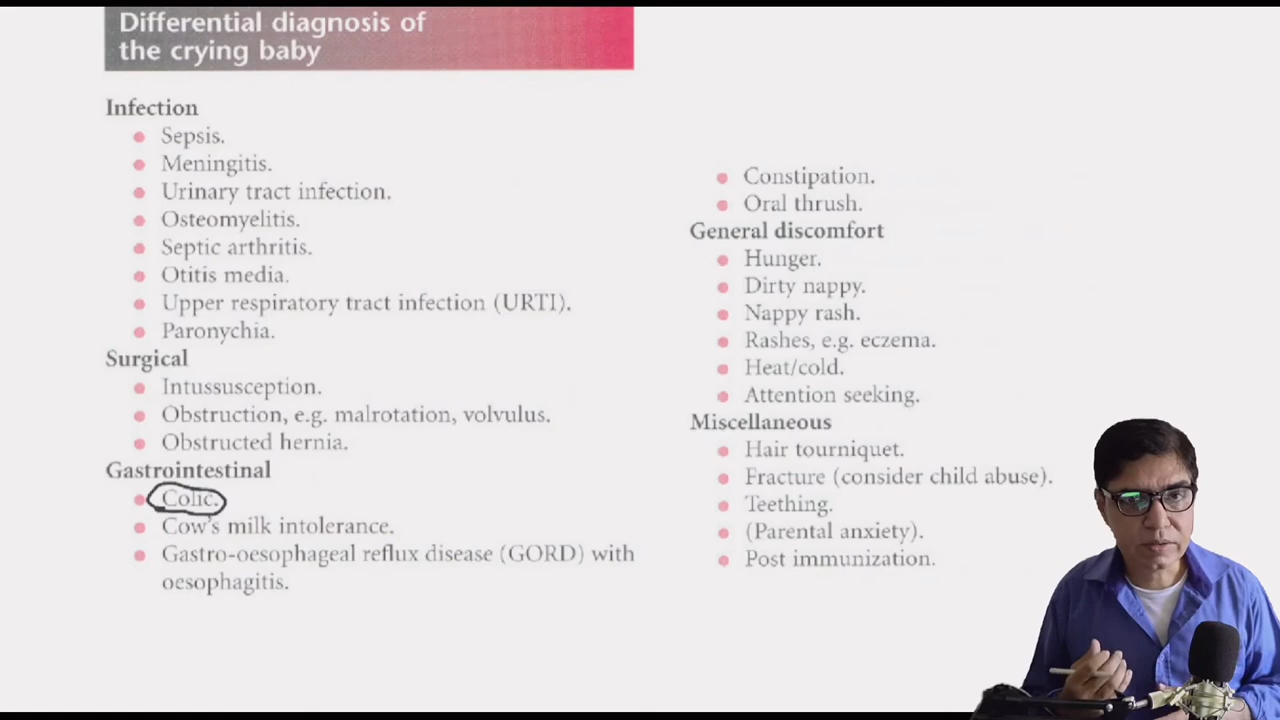 Differential diagnosis of
the crying baby
Infection
Sepsis.
Meningitis.
Urinary tract infection.
Osteomyelitis.
Septic arthritis.
Otitis media.
Upper respiratory tract infection (URTI).
Paronychia.
Surgical
Intussusception.
Obstruction, e.g. malrotation, volvulus.
Obstructed hernia.
Gastrointestinal
Colic.
Cow's milk intolerance.
Gastro-oesophageal reflux disease (GORD) with
oesophagitis.
Constipation.
Oral thrush.
General discomfort
Hunger.
Dirty nappy.
Nappy rash.
Rashes, e.g. eczema.
Heat/cold.
Attention seeking.
Miscellaneous
Hair tourniquet.
Fracture (consider child abuse).
Teething.
(Parental anxiety).
Post immunization.